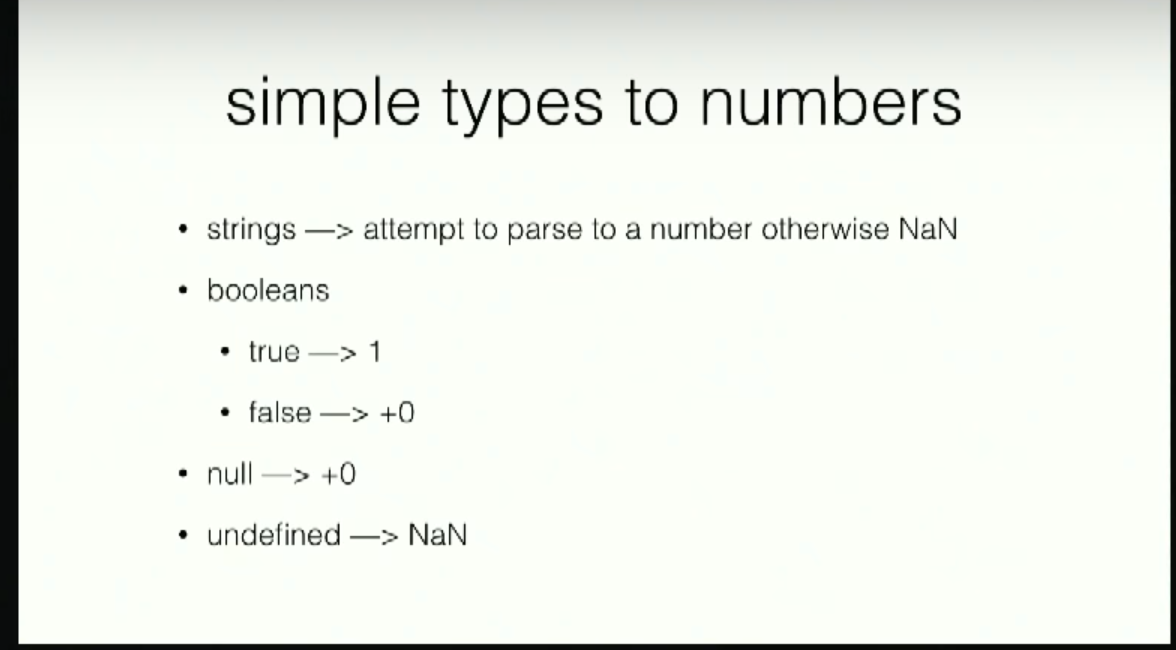 simple types to numbers
• strings —> attempt to parse to a number otherwise NaN
• booleans
• true —> 1
• false —> +0
• null —> +0
• undefined —> NaN